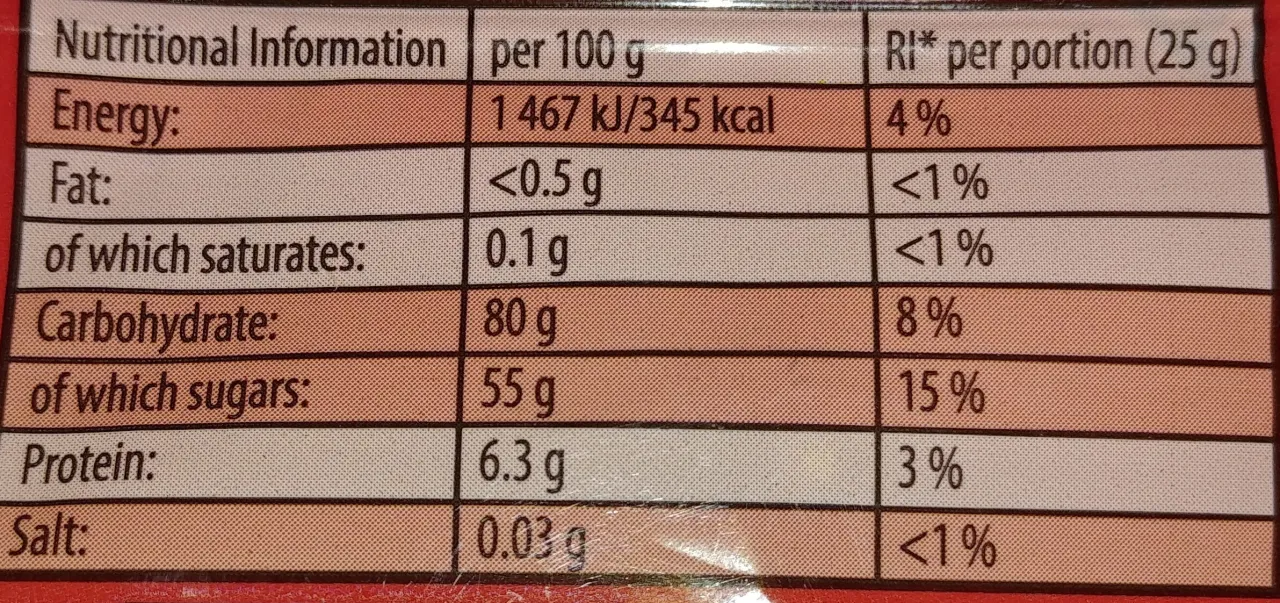 Nutritional Information per 100 g RI* per portion (25 g)
Energy: 1 467 kJ/345 kcal 4 %
Fat: <0.5 g <1 %
of which saturates: 0.1 g <1 %
Carbohydrate: 80 g 8 %
of which sugars: 55 g 15 %
Protein: 6.3 g 3 %
Salt: 0.03 g <1 %